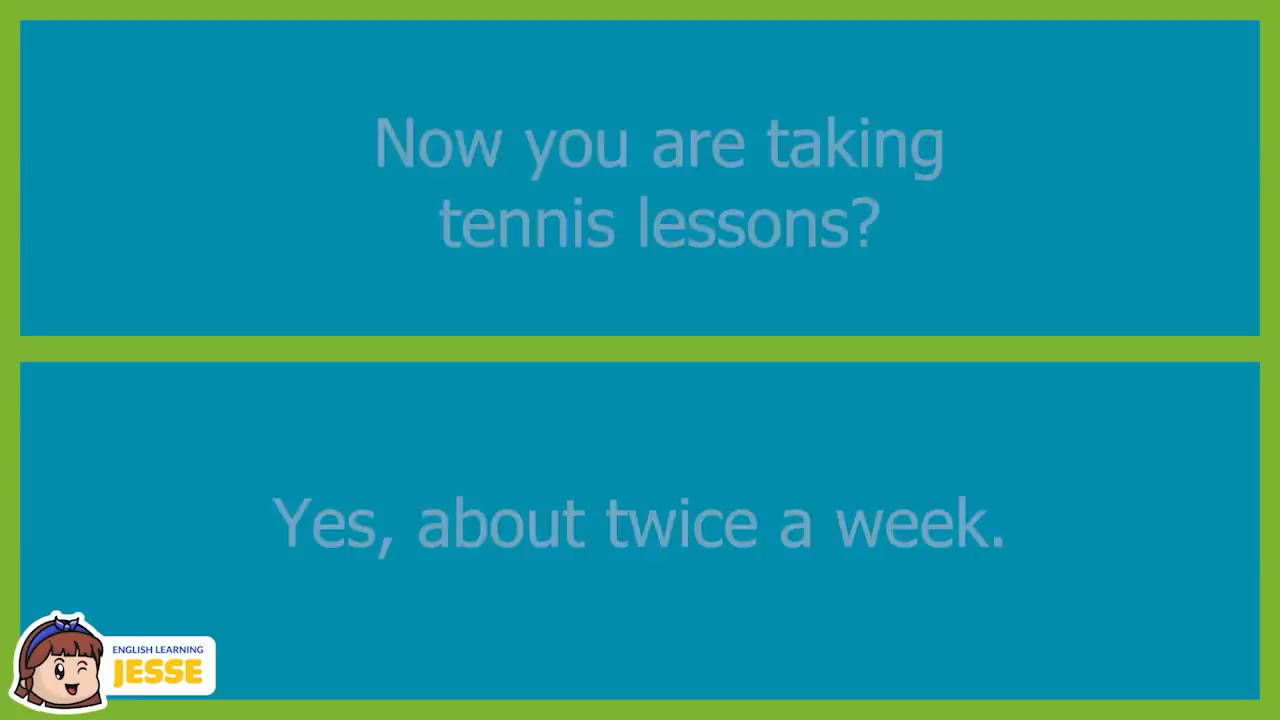 Now you are taking
tennis lessons?
Yes, about twice a week.
ENGLISH LEARNING
JESSE